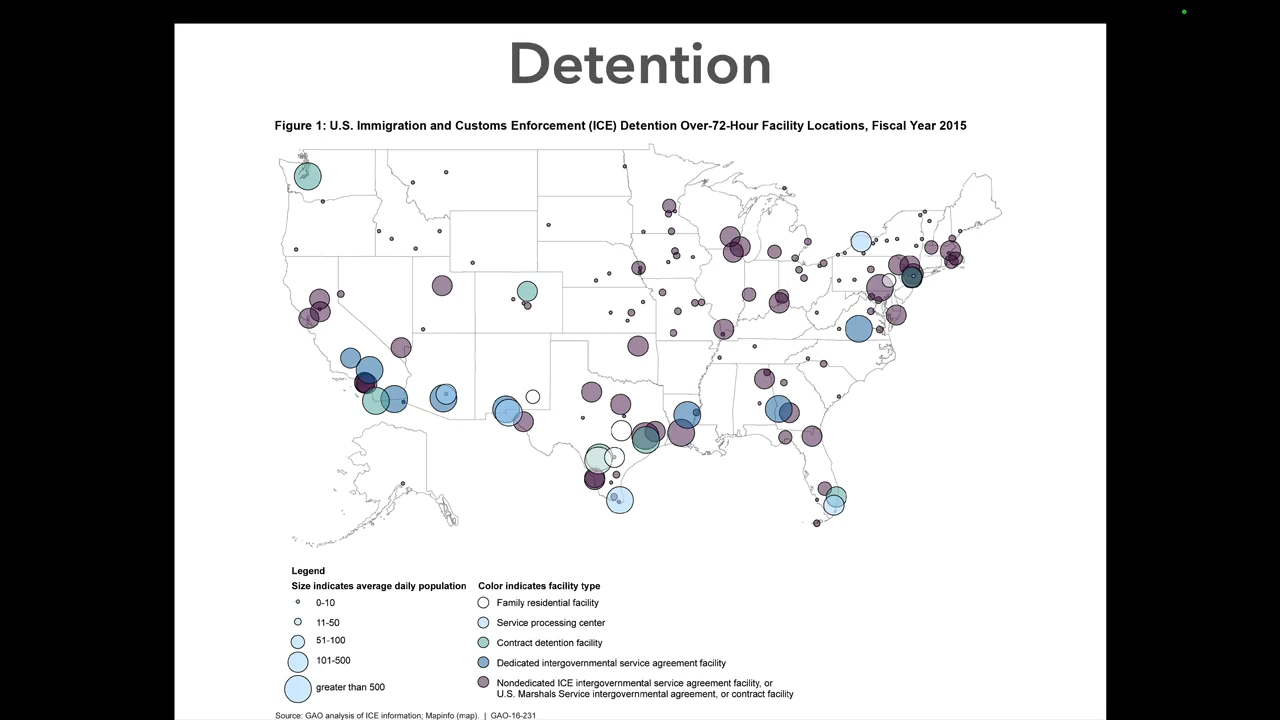 Detention
Figure 1: U.S. Immigration and Customs Enforcement (ICE) Detention Over-72-Hour Facility Locations, Fiscal Year 2015
Legend
Size indicates average daily population
0-10
11-50
51-100
101-500
greater than 500
Color indicates facility type
Family residential facility
Service processing center
Contract detention facility
Dedicated intergovernmental service agreement facility
Nondedicated ICE intergovernmental service agreement facility, or
U.S. Marshals Service intergovernmental agreement, or contract facility
Source: GAO analysis of ICE information; Mapinfo (map). | GAO-16-231